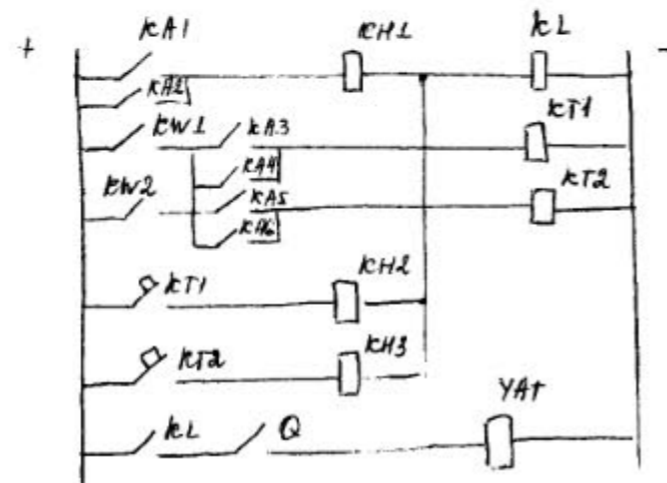 + KA1 KH1 KL -
KA2
KW1 KA3 KT1
KA4
KW2 KA5 KT2
KA6
KT1 KH2
KT2 KH3
KL Q YAT